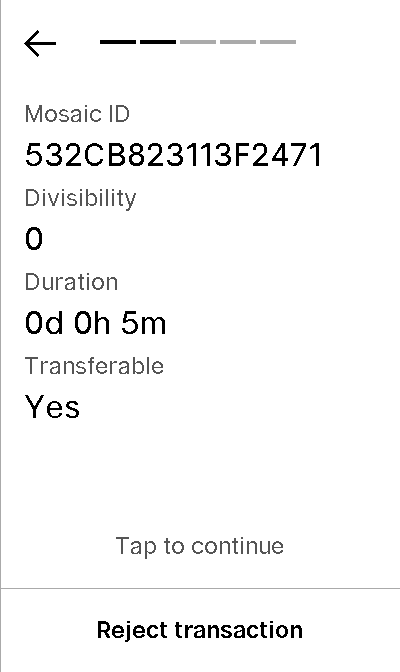 Mosaic ID
532CB823113F2471
Divisibility
0
Duration
0d 0h 5m
Transferable
Yes
Tap to continue
Reject transaction